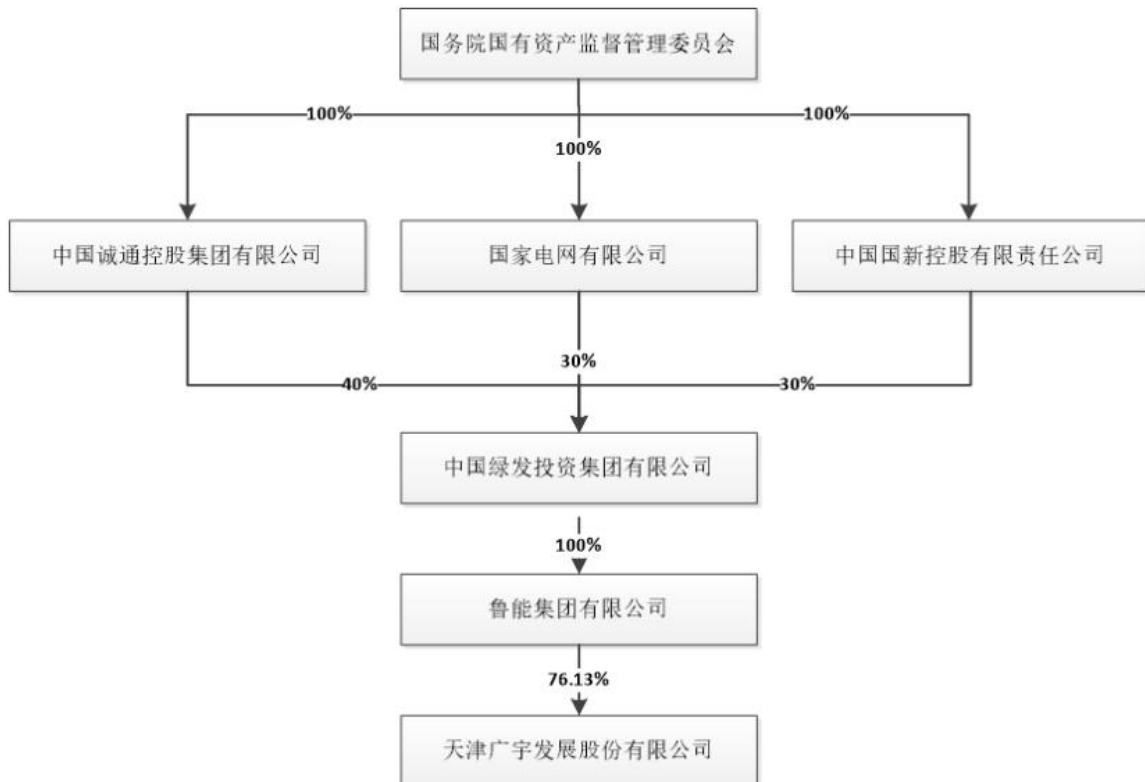 国务院国有资产监督管理委员会
100%
100%
100%
中国诚通控股集团有限公司
国家电网有限公司
中国国新控股有限责任公司
30%
40%
30%
中国绿发投资集团有限公司
100%
鲁能集团有限公司
76.13%
天津广宇发展股份有限公司